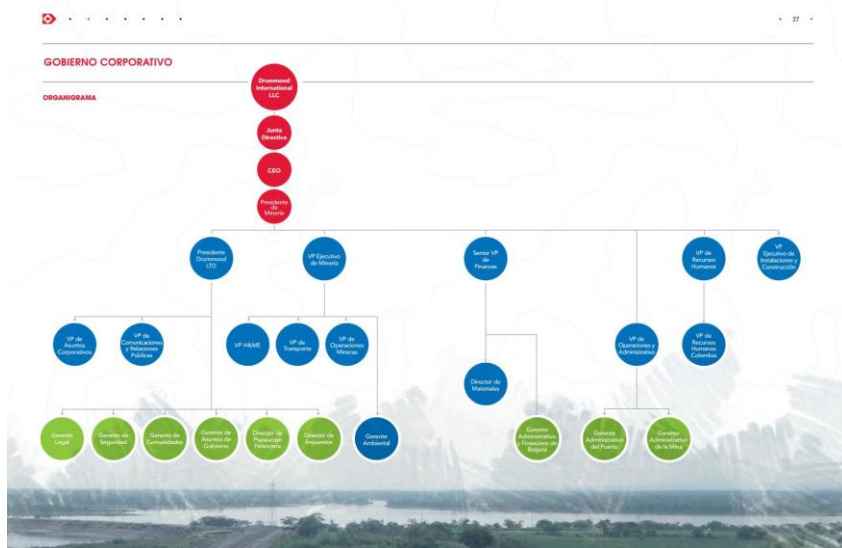 27
GOBIERNO CORPORATIVO
ORGANIGRAMA
Drummond
International
LLC
Junta
Directiva
CEO
Presidente
de
Minería
Presidente
Drummond
LTD
VP Ejecutivo
de Minería
Senior VP
de
Finanzas
VP de
Recursos
Humanos
VP
Ejecutivo de
Instalaciones y
Construcción
VP de
Asuntos
Corporativos
VP de
Comunicaciones
y Relaciones
Públicas
VP H&ME
VP de
Transporte
VP de
Operaciones
Mineras
VP de
Operaciones y
Administrativo
VP de
Recursos
Humanos
Colombia
Director de
Materiales
Gerente
Legal
Gerente de
Seguridad
Gerente de
Comunidades
Gerente de
Asuntos de
Gobierno
Director de
Planeación
Financiera
Director de
Impuestos
Gerente
Ambiental
Gerente
Administrativo
y Financiero de
Bogotá
Gerente
Administrativo
del Puerto
Gerente
Administrativo
de la Mina